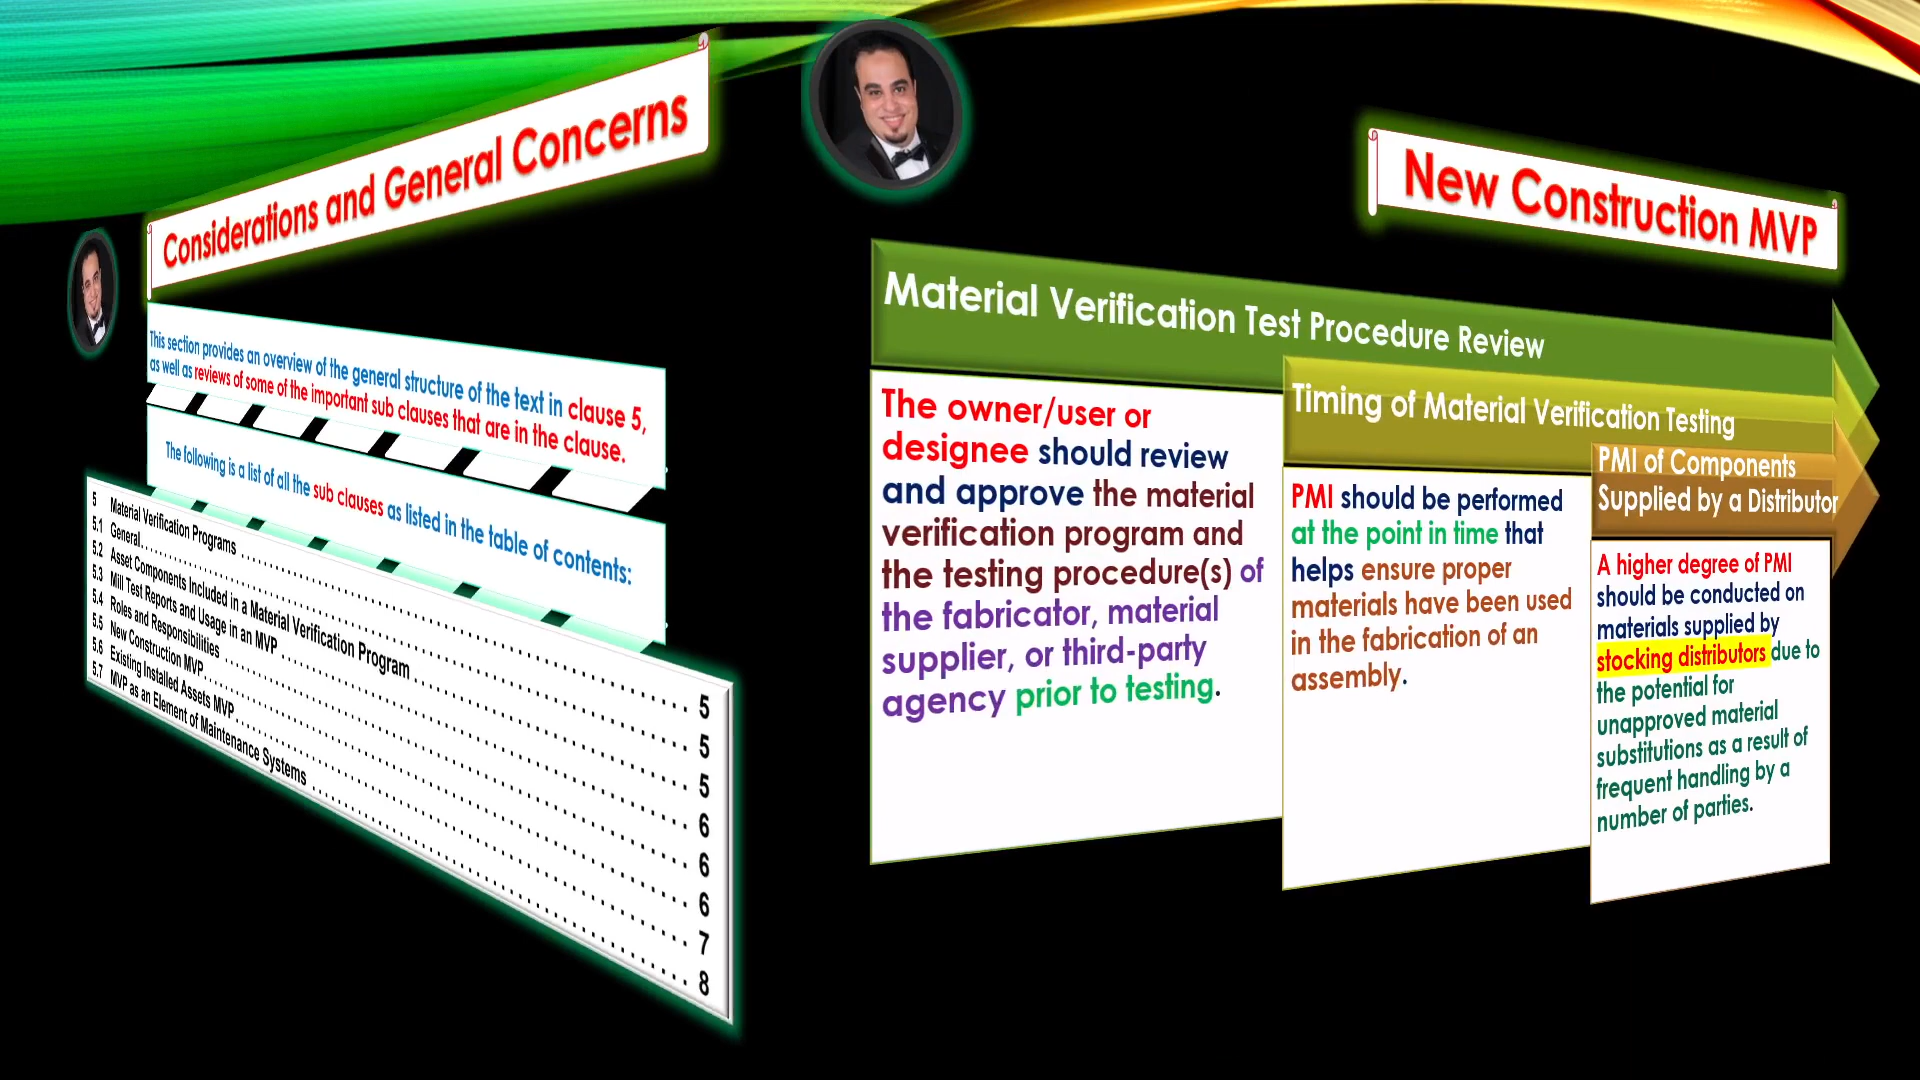 Considerations and General Concerns
This section provides an overview of the general structure of the text in clause 5,
as well as reviews of some of the important sub clauses that are in the clause.
The following is a list of all the sub clauses as listed in the table of contents:
5 Material Verification Programs 5
5.1 General 5
5.2 Asset Components Included in a Material Verification Program 5
5.3 Mill Test Reports and Usage in an MVP 6
5.4 Roles and Responsibilities 6
5.5 New Construction MVP 6
5.6 Existing Installed Assets MVP 7
5.7 MVP as an Element of Maintenance Systems 8
New Construction MVP
Material Verification Test Procedure Review
The owner/user or
designee should review
and approve the material
verification program and
the testing procedure(s) of
the fabricator, material
supplier, or third-party
agency prior to testing.
Timing of Material Verification Testing
PMI should be performed
at the point in time that
helps ensure proper
materials have been used
in the fabrication of an
assembly.
PMI of Components
Supplied by a Distributor
A higher degree of PMI
should be conducted on
materials supplied by
stocking distributors due to
the potential for
unapproved material
substitutions as a result of
frequent handling by a
number of parties.